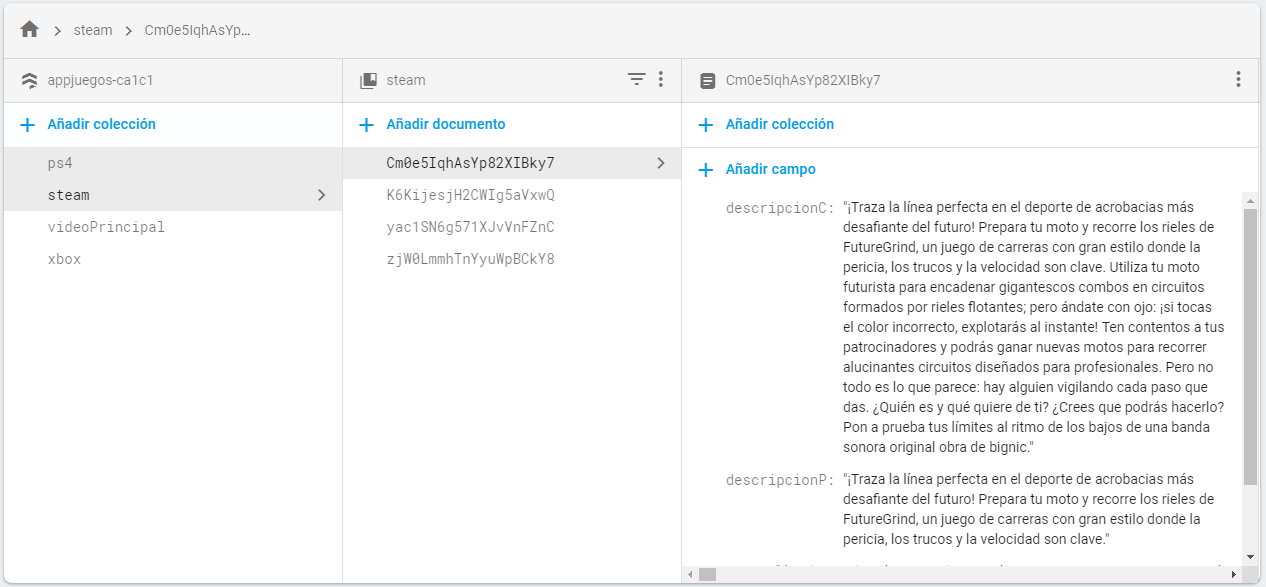 steam
Cm0e5IqhAsYp...
appjuegos-ca1c1
steam
Cm0e5IqhAsYp82XIBky7
Añadir colección
Añadir documento
Añadir colección
ps4
steam
videoPrincipal
xbox
Cm0e5IqhAsYp82XIBky7
K6KijesjH2CWIg5aVxwQ
yac1SN6g571XJvVnFZnC
zjW0LmmhTnYyuWpBCkY8
Añadir campo
descripcionC: "¡Traza la línea perfecta en el deporte de acrobacias más
desafiante del futuro! Prepara tu moto y recorre los rieles de
FutureGrind, un juego de carreras con gran estilo donde la
pericia, los trucos y la velocidad son clave. Utiliza tu moto
futurista para encadenar gigantescos combos en circuitos
formados por rieles flotantes; pero ándate con ojo: ¡si tocas
el color incorrecto, explotarás al instante! Ten contentos a tus
patrocinadores y podrás ganar nuevas motos para recorrer
alucinantes circuitos diseñados para profesionales. Pero no
todo es lo que parece: hay alguien vigilando cada paso que
das. ¿Quién es y qué quiere de ti? ¿Crees que podrás hacerlo?
Pon a prueba tus límites al ritmo de los bajos de una banda
sonora original obra de bignic."
descripcionP: "¡Traza la línea perfecta en el deporte de acrobacias más
desafiante del futuro! Prepara tu moto y recorre los rieles de
FutureGrind, un juego de carreras con gran estilo donde la
pericia, los trucos y la velocidad son clave."